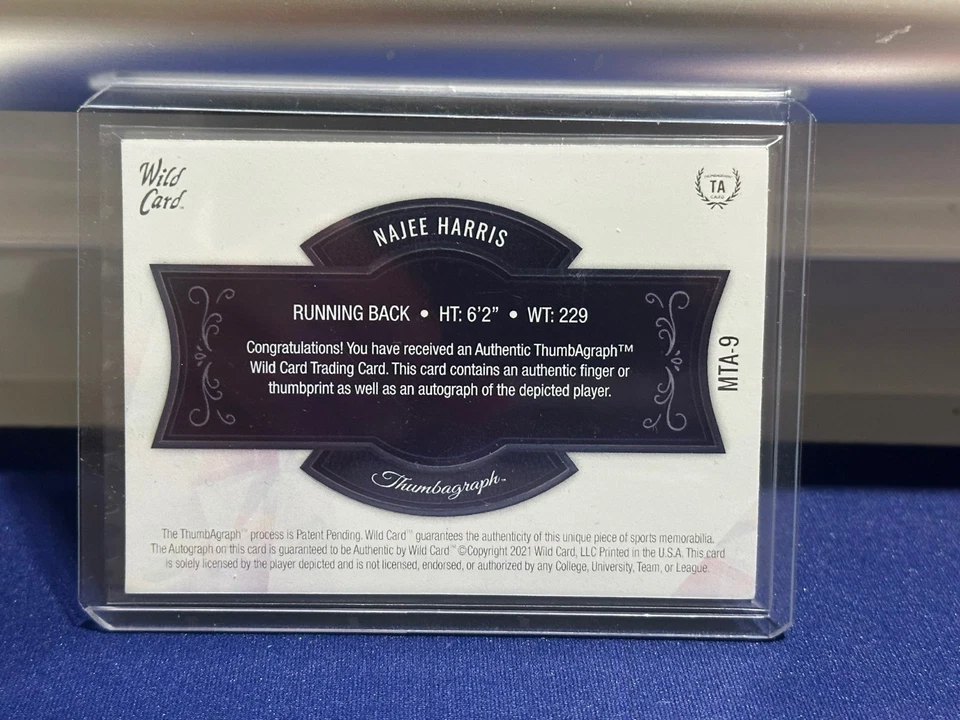 Wild
Card™
TA
CARD
NAJEE HARRIS
RUNNING BACK • HT: 6'2" • WT: 229
Congratulations! You have received an Authentic ThumbAgraph™
Wild Card Trading Card. This card contains an authentic finger or
thumbprint as well as an autograph of the depicted player.
MTA-9
Thumbagraph™
The ThumbAgraph™ process is Patent Pending. Wild Card™ guarantees the authenticity of this unique piece of sports memorabilia.
The Autograph on this card is guaranteed to be Authentic by Wild Card™ ©Copyright 2021 Wild Card, LLC Printed in the U.S.A. This card
is solely licensed by the player depicted and is not licensed, endorsed, or authorized by any College, University, Team, or League.